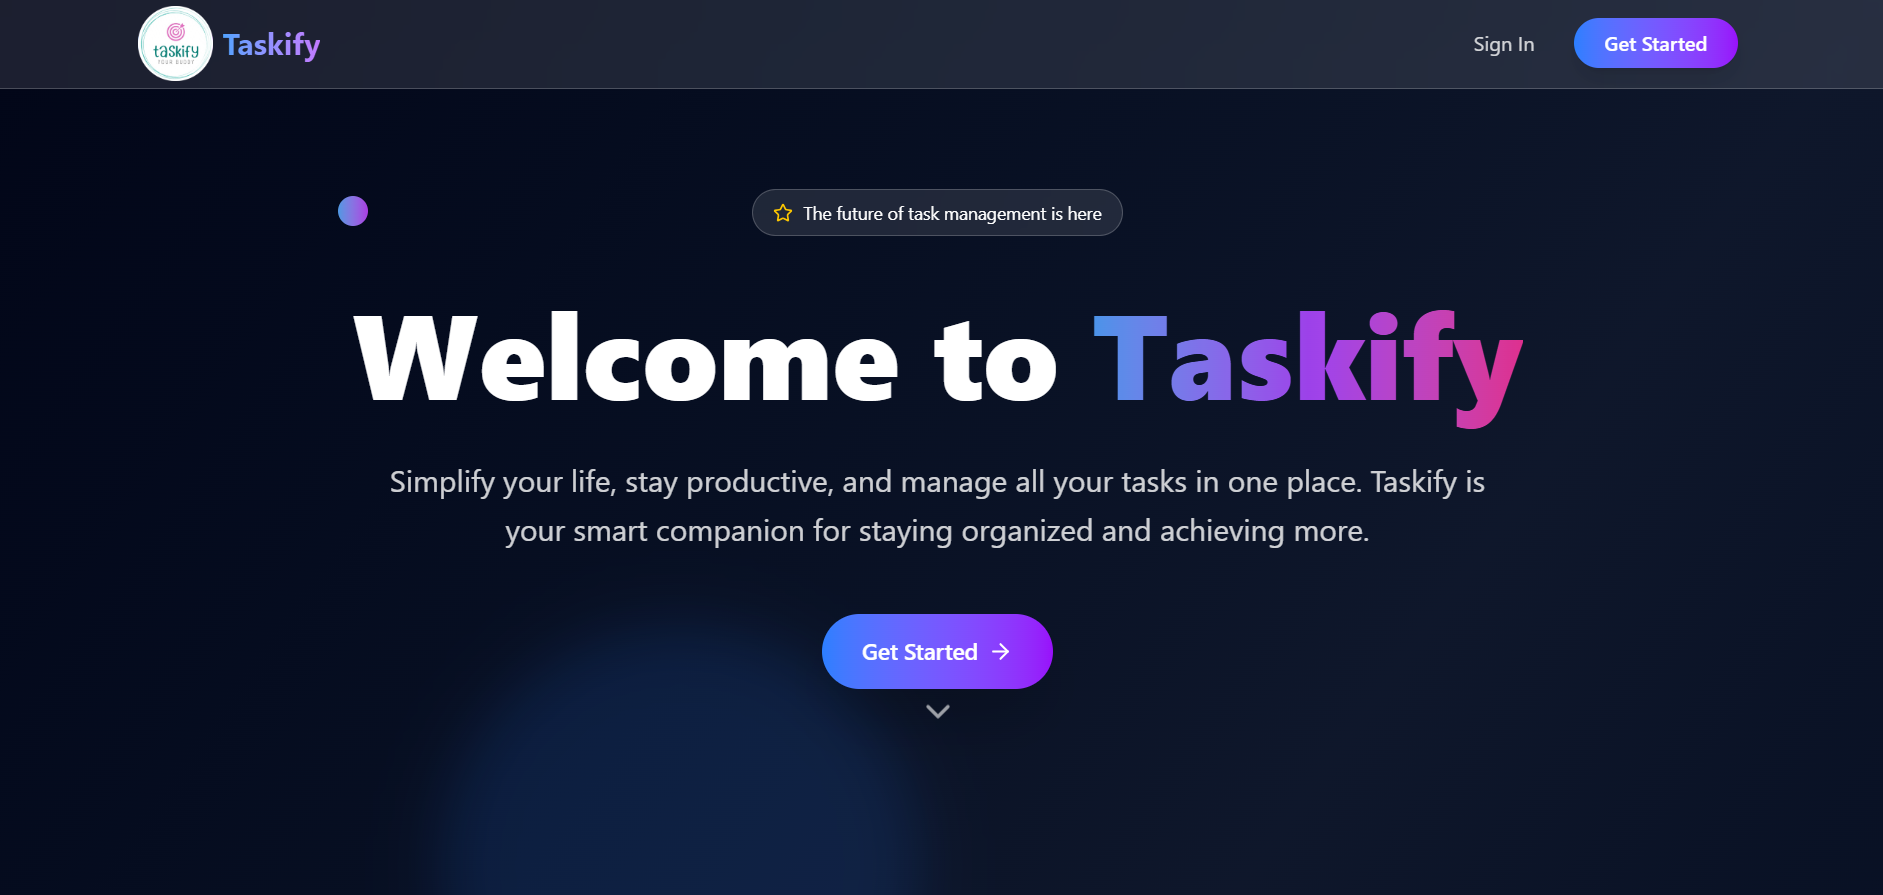 taskify
YOUR BUDDY
Taskify
Sign In
Get Started
The future of task management is here
Welcome to Taskify
Simplify your life, stay productive, and manage all your tasks in one place. Taskify is
your smart companion for staying organized and achieving more.
Get Started